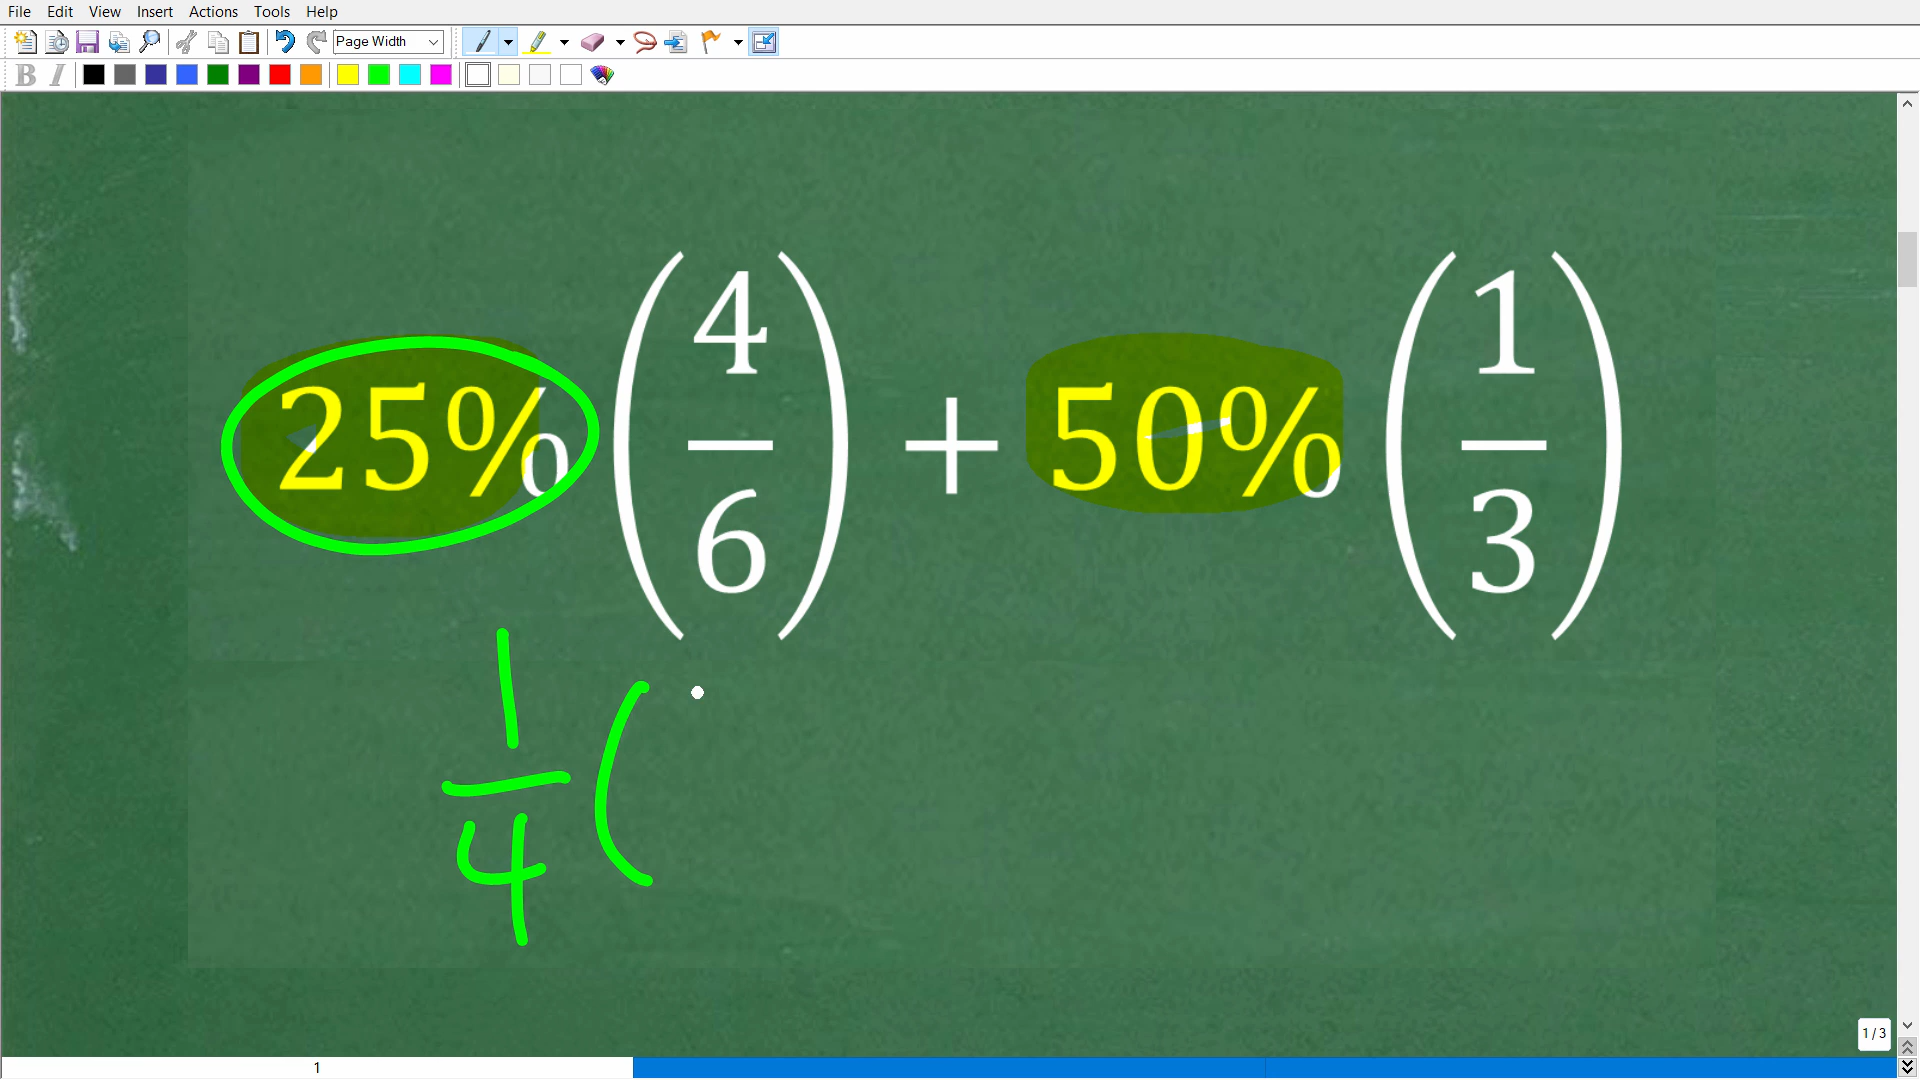 File Edit View Insert Actions Tools Help
Page Width
B I
25% (4/6) + 50% (1/3)
1/4 (
1/3
1